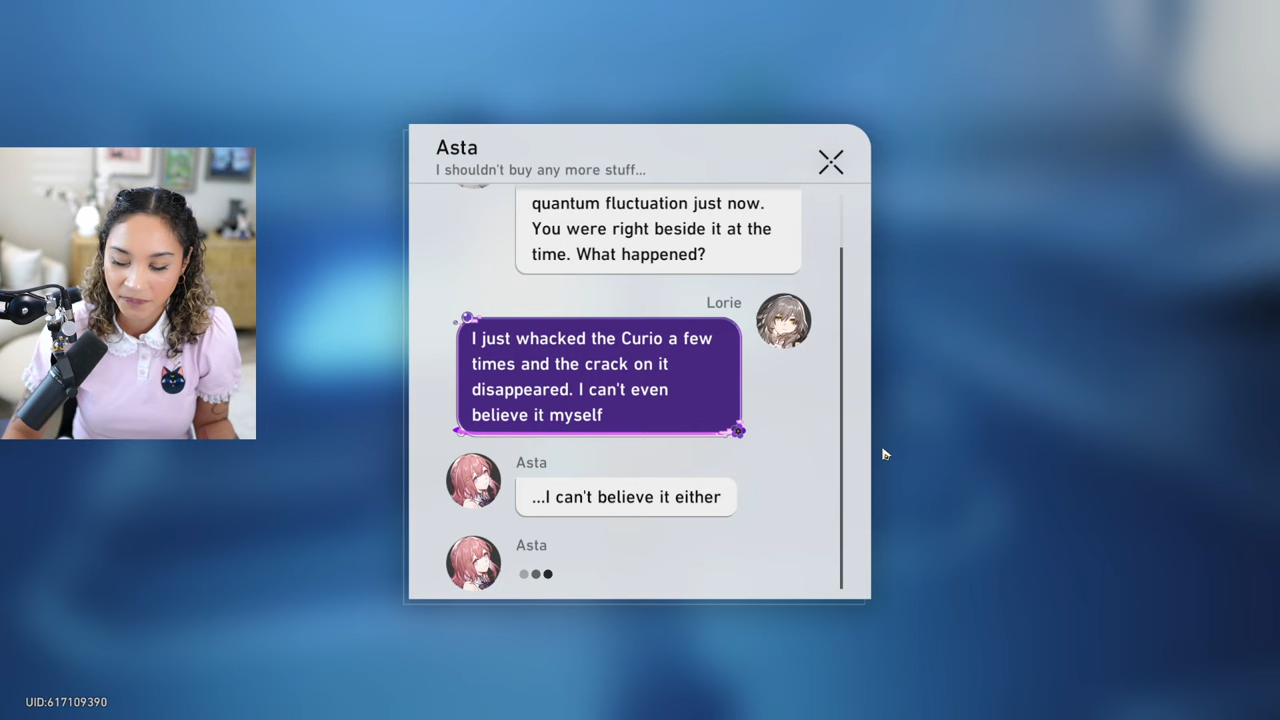 Asta
I shouldn't buy any more stuff...
quantum fluctuation just now.
You were right beside it at the
time. What happened?
Lorie
I just whacked the Curio a few
times and the crack on it
disappeared. I can't even
believe it myself
Asta
...I can't believe it either
Asta
UID:617109390